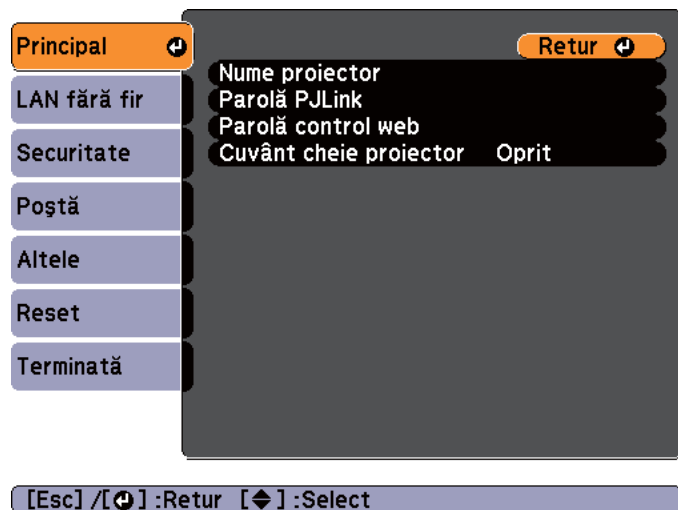 Principal
LAN fără fir
Securitate
Poştă
Altele
Reset
Terminată
Retur
Nume proiector
Parolă PJLink
Parolă control web
Cuvânt cheie proiector Oprit
[Esc] /[ ] :Retur [ ] :Select